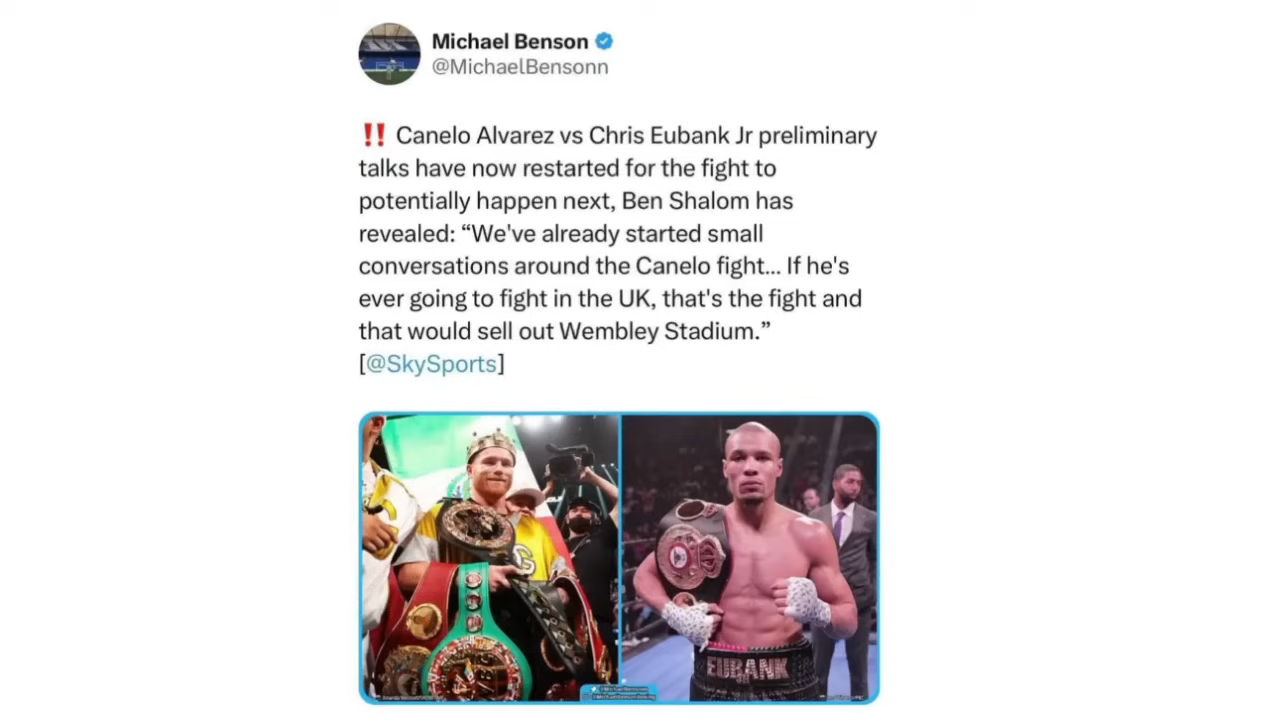 Michael Benson
@MichaelBensonn
‼️ Canelo Alvarez vs Chris Eubank Jr preliminary
talks have now restarted for the fight to
potentially happen next, Ben Shalom has
revealed: “We've already started small
conversations around the Canelo fight... If he's
ever going to fight in the UK, that's the fight and
that would sell out Wembley Stadium.”
[@SkySports]
EUBANK